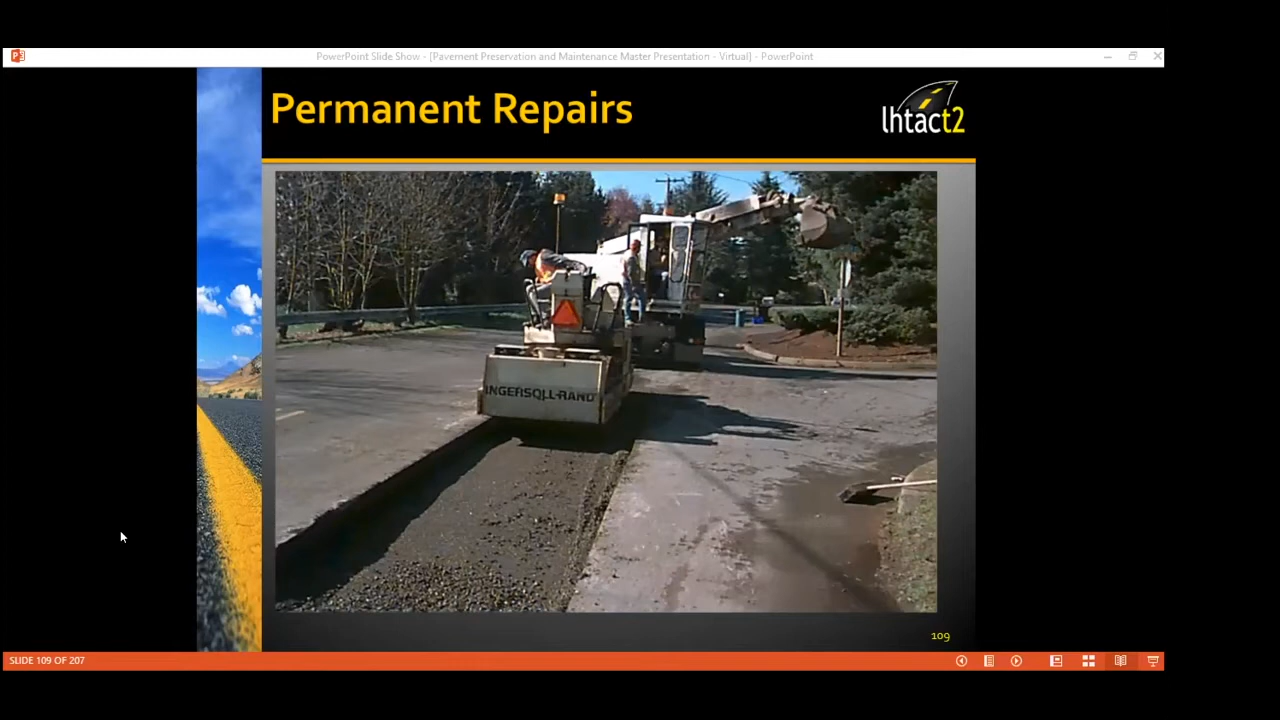 PowerPoint Slide Show - [Pavement Preservation and Maintenance Master Presentation - Virtual] - PowerPoint
Permanent Repairs
lhtact2
INGERSOLL-RAND
109
SLIDE 109 OF 207